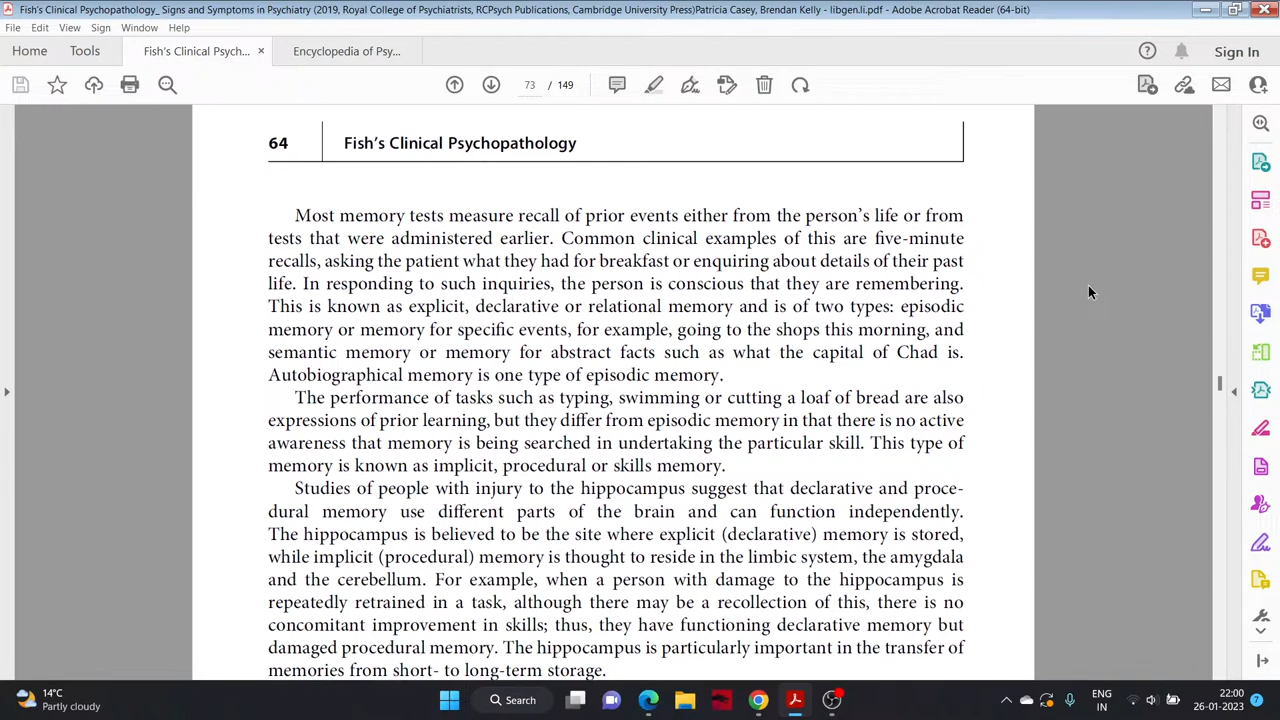 Fish's Clinical Psychopathology_ Signs and Symptoms in Psychiatry (2019, Royal College of Psychiatrists, RCPsych Publications, Cambridge University Press)Patricia Casey, Brendan Kelly - libgen.li.pdf - Adobe Acrobat Reader (64-bit)
File Edit View Sign Window Help
Home Tools Fish's Clinical Psych... × Encyclopedia of Psy... Sign In
73 / 149
64 Fish's Clinical Psychopathology
Most memory tests measure recall of prior events either from the person's life or from
tests that were administered earlier. Common clinical examples of this are five-minute
recalls, asking the patient what they had for breakfast or enquiring about details of their past
life. In responding to such inquiries, the person is conscious that they are remembering.
This is known as explicit, declarative or relational memory and is of two types: episodic
memory or memory for specific events, for example, going to the shops this morning, and
semantic memory or memory for abstract facts such as what the capital of Chad is.
Autobiographical memory is one type of episodic memory.
The performance of tasks such as typing, swimming or cutting a loaf of bread are also
expressions of prior learning, but they differ from episodic memory in that there is no active
awareness that memory is being searched in undertaking the particular skill. This type of
memory is known as implicit, procedural or skills memory.
Studies of people with injury to the hippocampus suggest that declarative and proce-
dural memory use different parts of the brain and can function independently.
The hippocampus is believed to be the site where explicit (declarative) memory is stored,
while implicit (procedural) memory is thought to reside in the limbic system, the amygdala
and the cerebellum. For example, when a person with damage to the hippocampus is
repeatedly retrained in a task, although there may be a recollection of this, there is no
concomitant improvement in skills; thus, they have functioning declarative memory but
damaged procedural memory. The hippocampus is particularly important in the transfer of
memories from short- to long-term storage.
14°C
Partly cloudy
Search
ENG
IN
22:00
26-01-2023
7